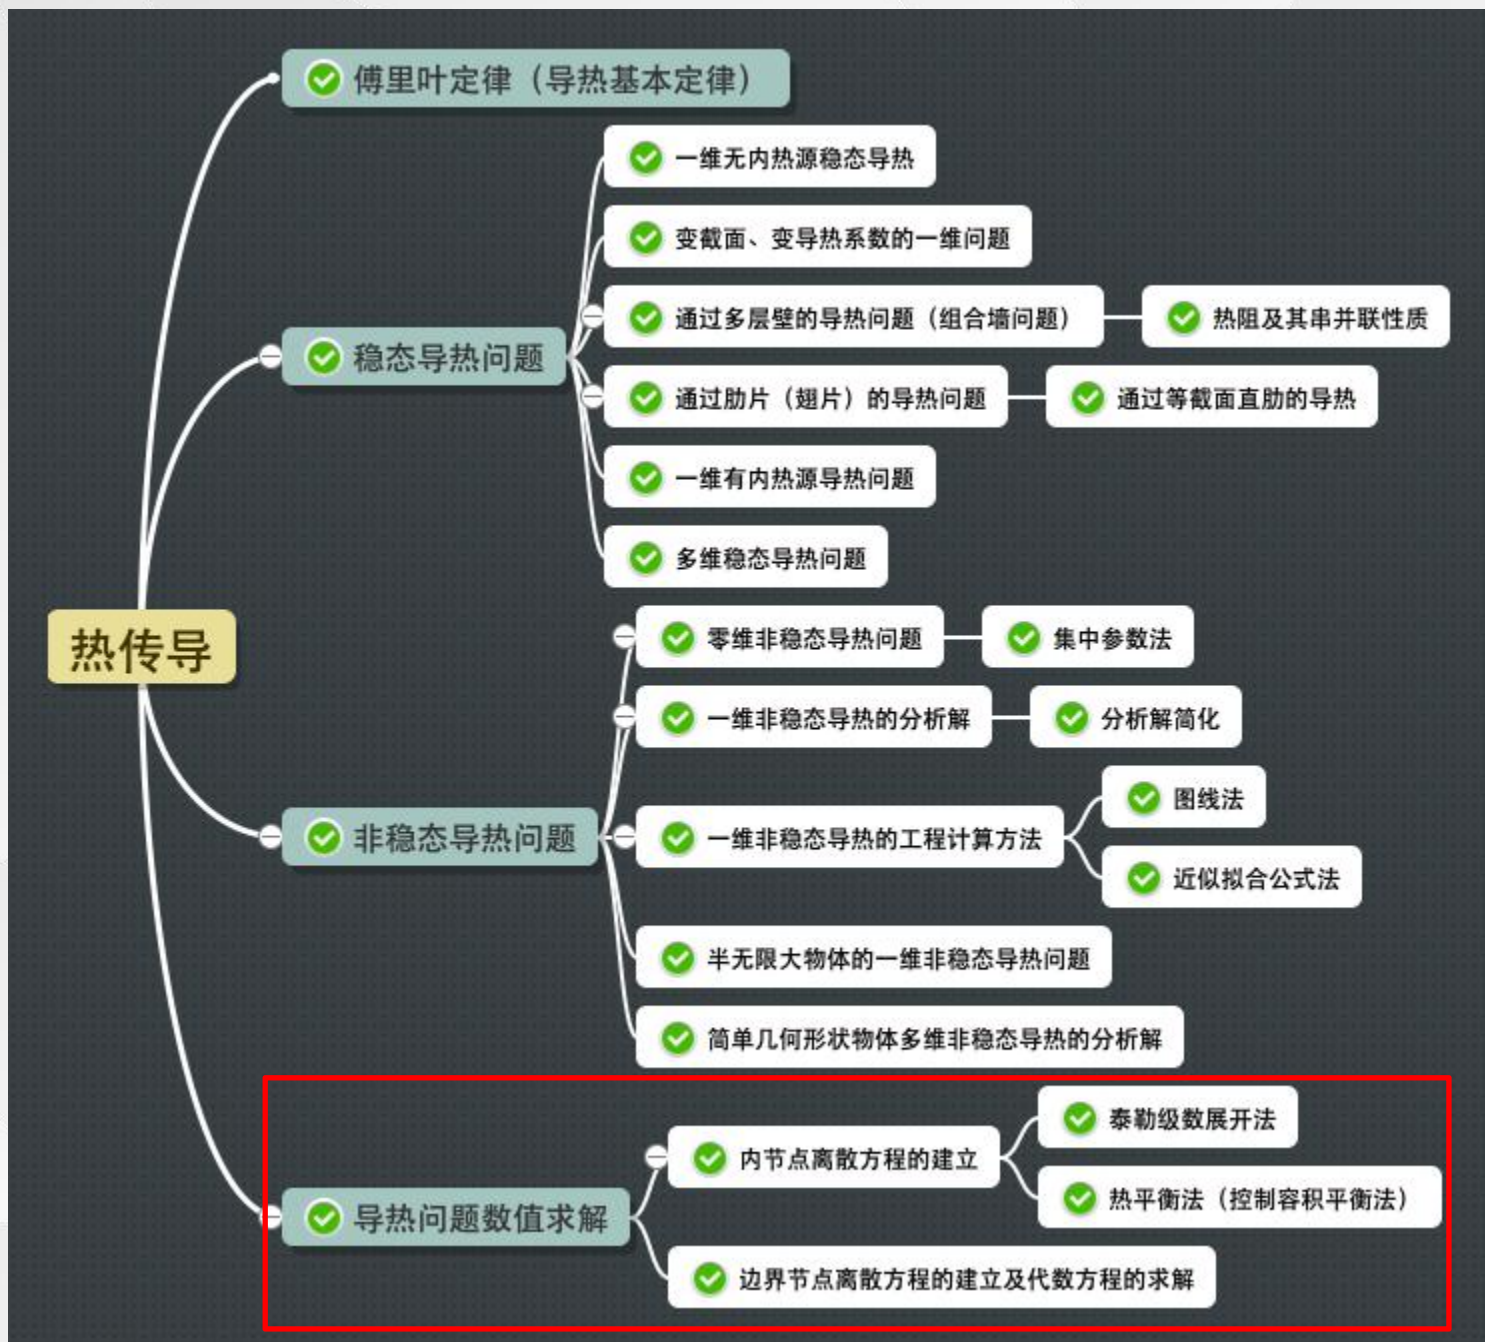 傅里叶定律（导热基本定律）
一维无内热源稳态导热
变截面、变导热系数的一维问题
通过多层壁的导热问题（组合墙问题）
热阻及其串并联性质
稳态导热问题
通过肋片（翅片）的导热问题
通过等截面直肋的导热
一维有内热源导热问题
多维稳态导热问题
热传导
零维非稳态导热问题
集中参数法
一维非稳态导热的分析解
分析解简化
图线法
非稳态导热问题
一维非稳态导热的工程计算方法
近似拟合公式法
半无限大物体的一维非稳态导热问题
简单几何形状物体多维非稳态导热的分析解
泰勒级数展开法
内节点离散方程的建立
热平衡法（控制容积平衡法）
导热问题数值求解
边界节点离散方程的建立及代数方程的求解